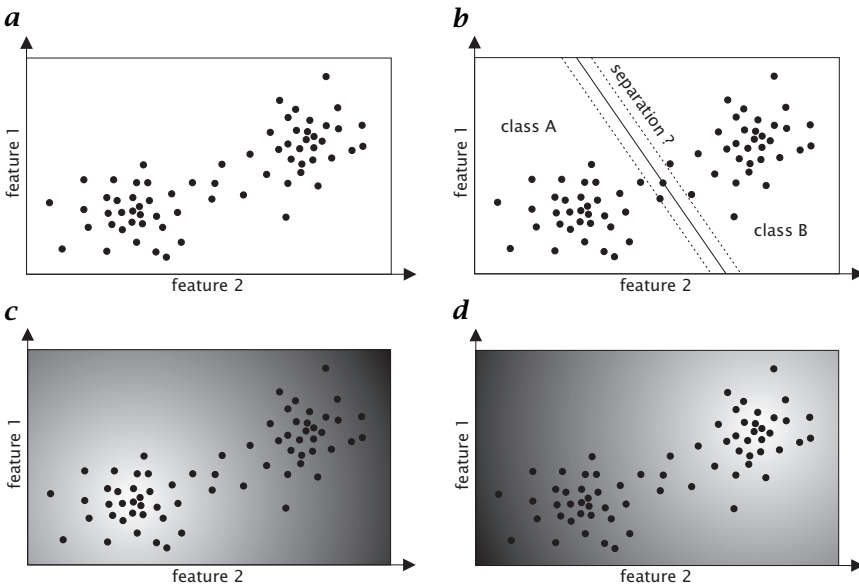 a
feature 1
feature 2
b
feature 1
class A
separation ?
class B
feature 2
c
feature 1
feature 2
d
feature 1
feature 2